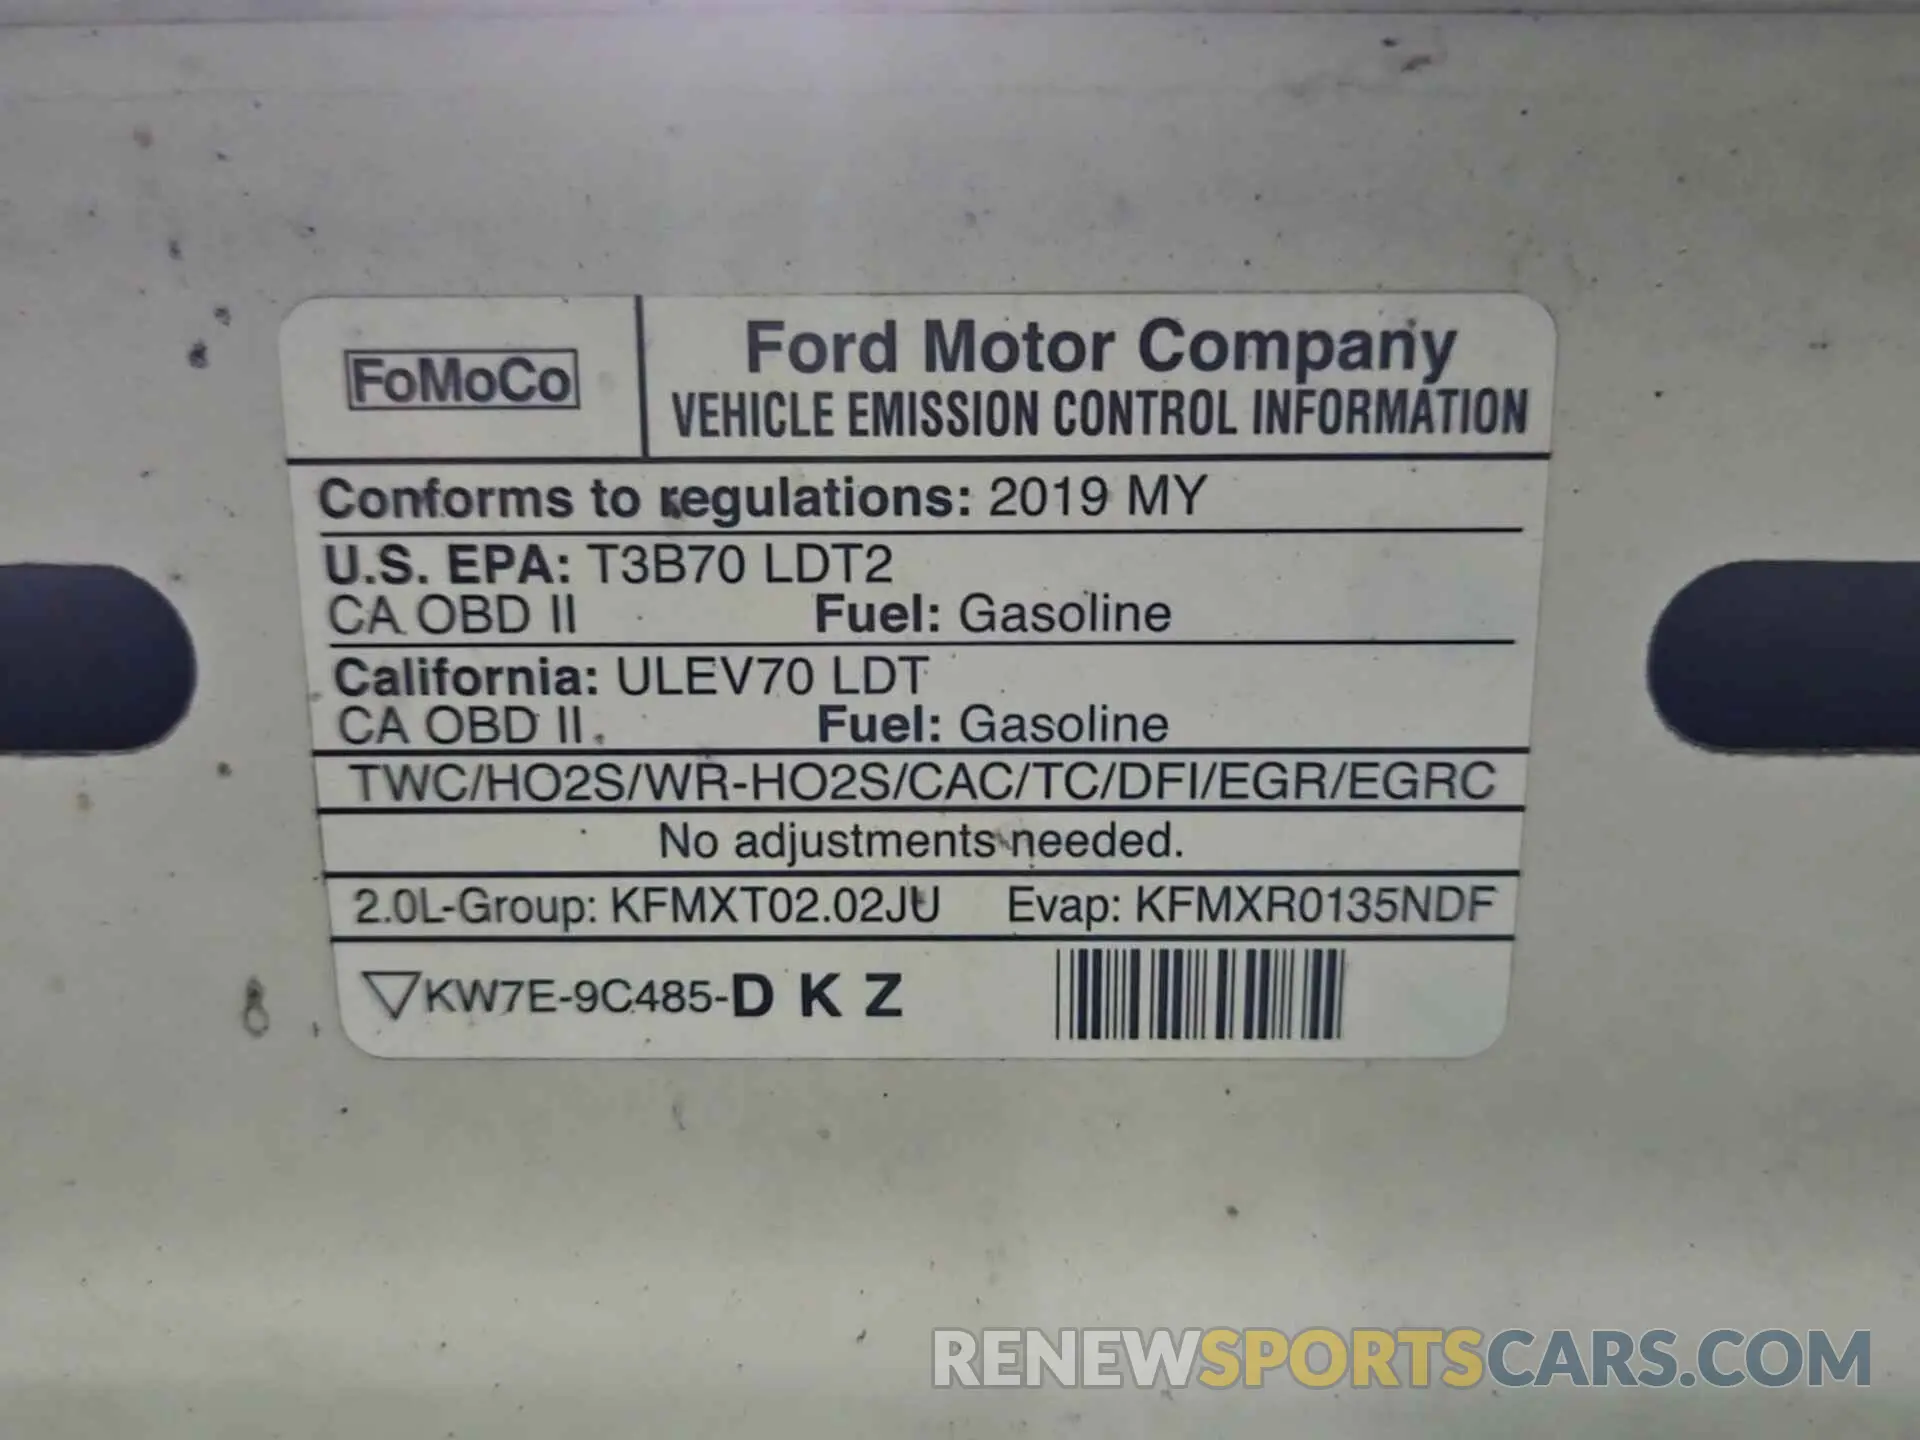 FoMoCo
Ford Motor Company
VEHICLE EMISSION CONTROL INFORMATION
Conforms to regulations: 2019 MY
U.S. EPA: T3B70 LDT2
CA OBD II Fuel: Gasoline
California: ULEV70 LDT
CA OBD II Fuel: Gasoline
TWC/HO2S/WR-HO2S/CAC/TC/DFI/EGR/EGRC
No adjustments needed.
2.0L-Group: KFMXT02.02JU Evap: KFMXR0135NDF
KW7E-9C485-D K Z
RENEWSPORTSCARS.COM